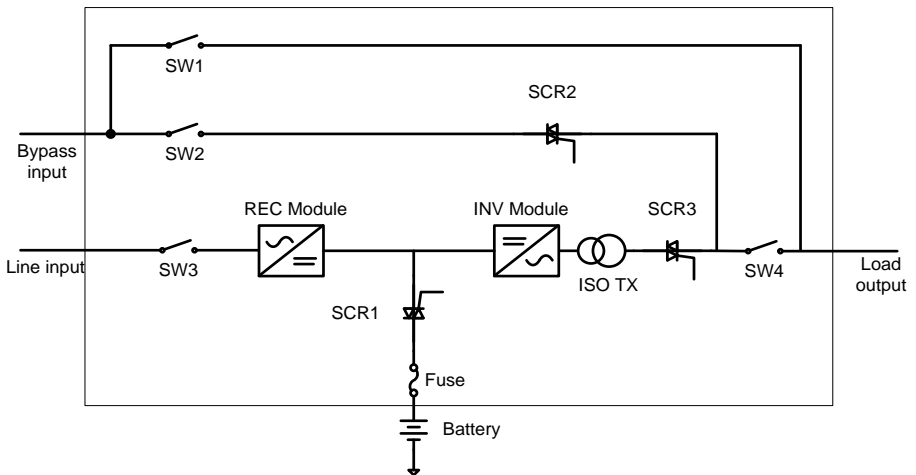 SW1
SCR2
Bypass
input
SW2
REC Module
INV Module
SCR3
Line input
SW3
ISO TX
SW4
Load
output
SCR1
Fuse
Battery